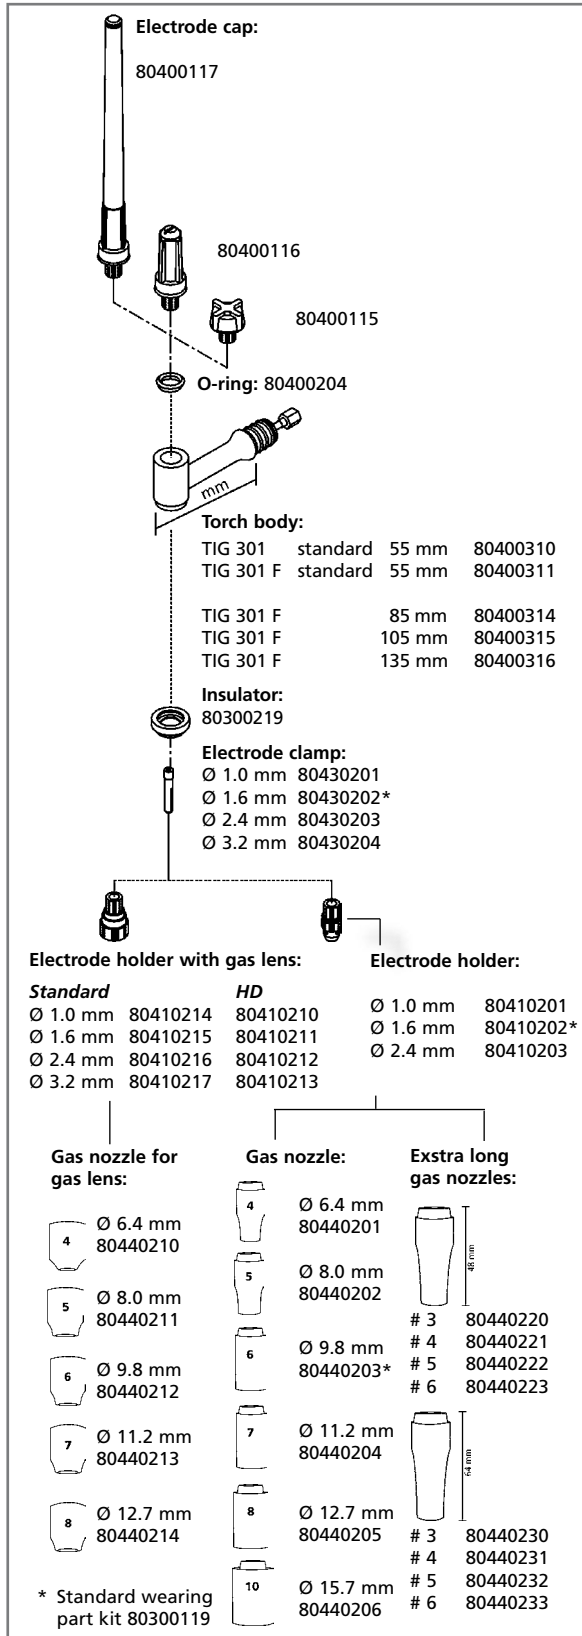 Electrode cap:
80400117
80400116
80400115
O-ring: 80400204
mm
Torch body:
TIG 301 standard 55 mm 80400310
TIG 301 F standard 55 mm 80400311
TIG 301 F 85 mm 80400314
TIG 301 F 105 mm 80400315
TIG 301 F 135 mm 80400316
Insulator:
80300219
Electrode clamp:
Ø 1.0 mm 80430201
Ø 1.6 mm 80430202*
Ø 2.4 mm 80430203
Ø 3.2 mm 80430204
Electrode holder with gas lens:
Standard HD
Ø 1.0 mm 80410214 80410210
Ø 1.6 mm 80410215 80410211
Ø 2.4 mm 80410216 80410212
Ø 3.2 mm 80410217 80410213
Electrode holder:
Ø 1.0 mm 80410201
Ø 1.6 mm 80410202*
Ø 2.4 mm 80410203
Gas nozzle for
gas lens:
4 Ø 6.4 mm
80440210
5 Ø 8.0 mm
80440211
6 Ø 9.8 mm
80440212
7 Ø 11.2 mm
80440213
8 Ø 12.7 mm
80440214
* Standard wearing
part kit 80300119
Gas nozzle:
4 Ø 6.4 mm
80440201
5 Ø 8.0 mm
80440202
6 Ø 9.8 mm
80440203*
7 Ø 11.2 mm
80440204
8 Ø 12.7 mm
80440205
10 Ø 15.7 mm
80440206
Exstra long
gas nozzles:
48 mm
# 3 80440220
# 4 80440221
# 5 80440222
# 6 80440223
64 mm
# 3 80440230
# 4 80440231
# 5 80440232
# 6 80440233